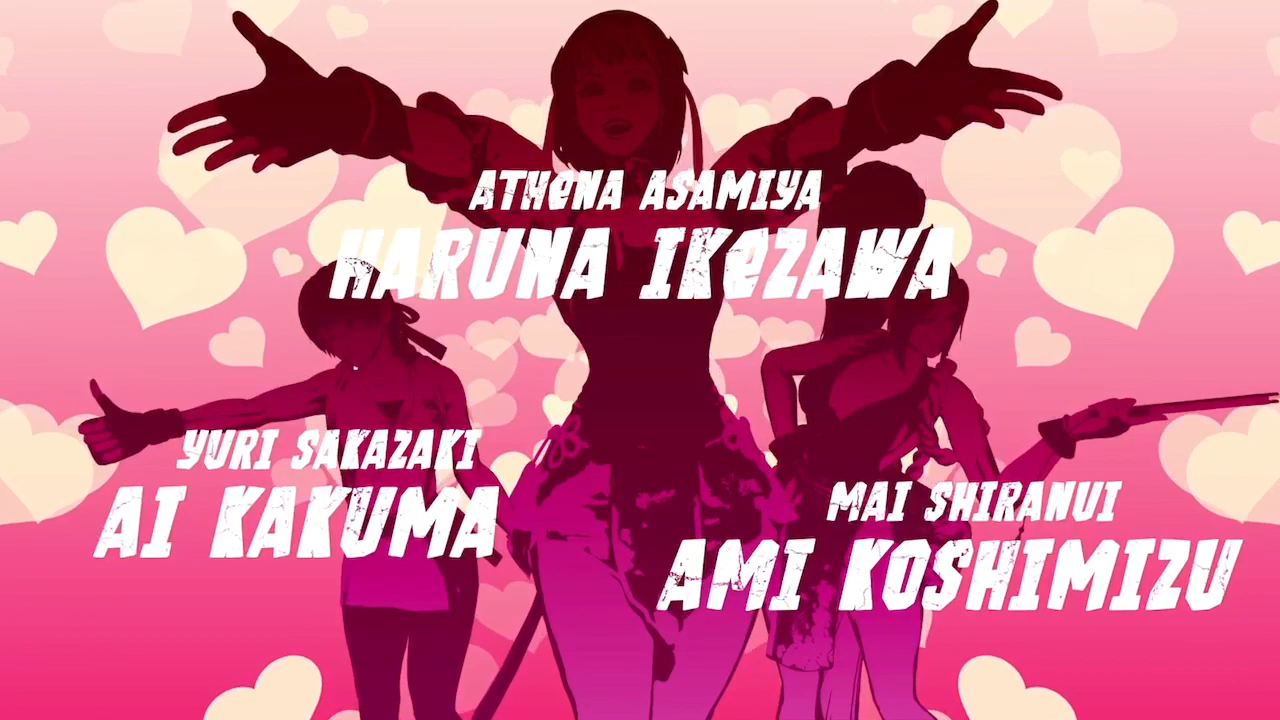 ATHENA ASAMIYA
HARUNA IKEZAWA
YURI SAKAZAKI
AI KAKUMA
MAI SHIRANUI
AMI KOSHIMIZU